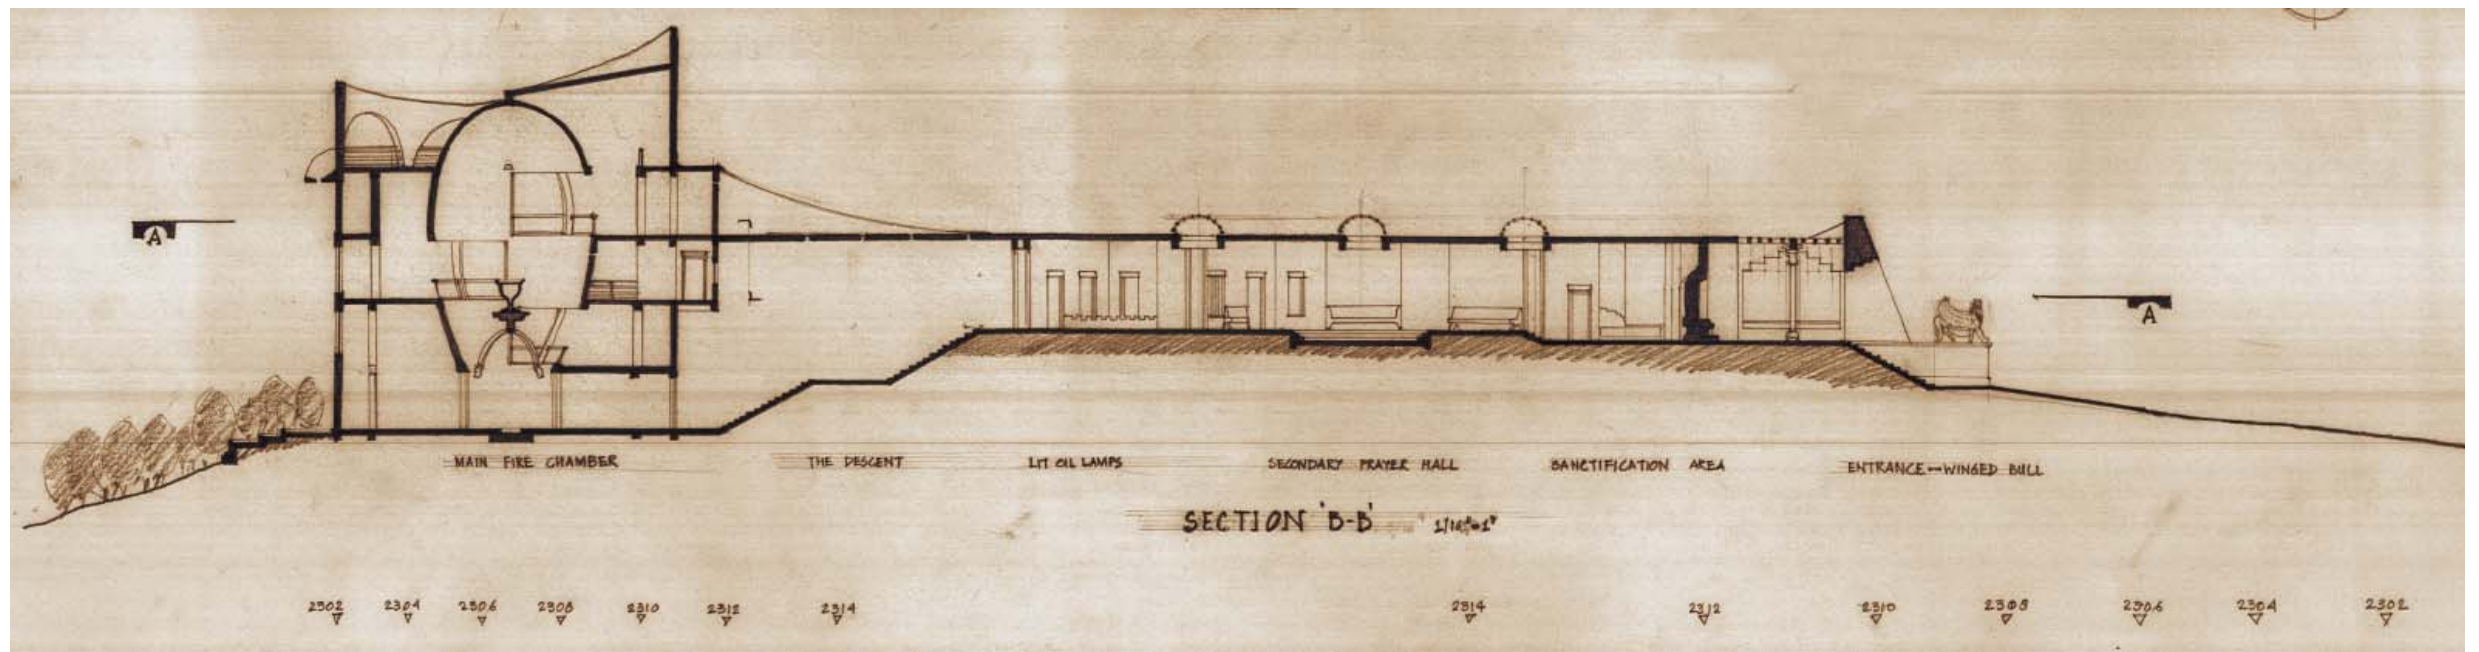 A
A
MAIN FIRE CHAMBER THE DESCENT LIT OIL LAMPS SECONDARY PRAYER HALL SANCTIFICATION AREA ENTRANCE-WINGED BULL
SECTION 'B-B'
2302 2304 2306 2308 2310 2312 2314 2314 2312 2310 2308 2306 2304 2302